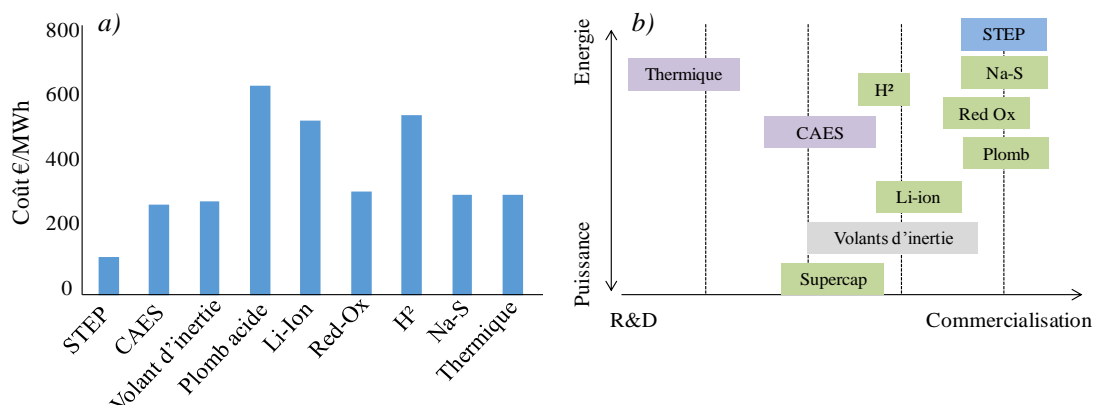 a)
Coût €/MWh
800
600
400
200
0
STEP
CAES
Volant d’inertie
Plomb acide
Li-Ion
Red-Ox
H²
Na-S
Thermique
b)
Energie
Puissance
STEP
Thermique
Na-S
H²
Red Ox
CAES
Plomb
Li-ion
Volants d’inertie
Supercap
R&D
Commercialisation